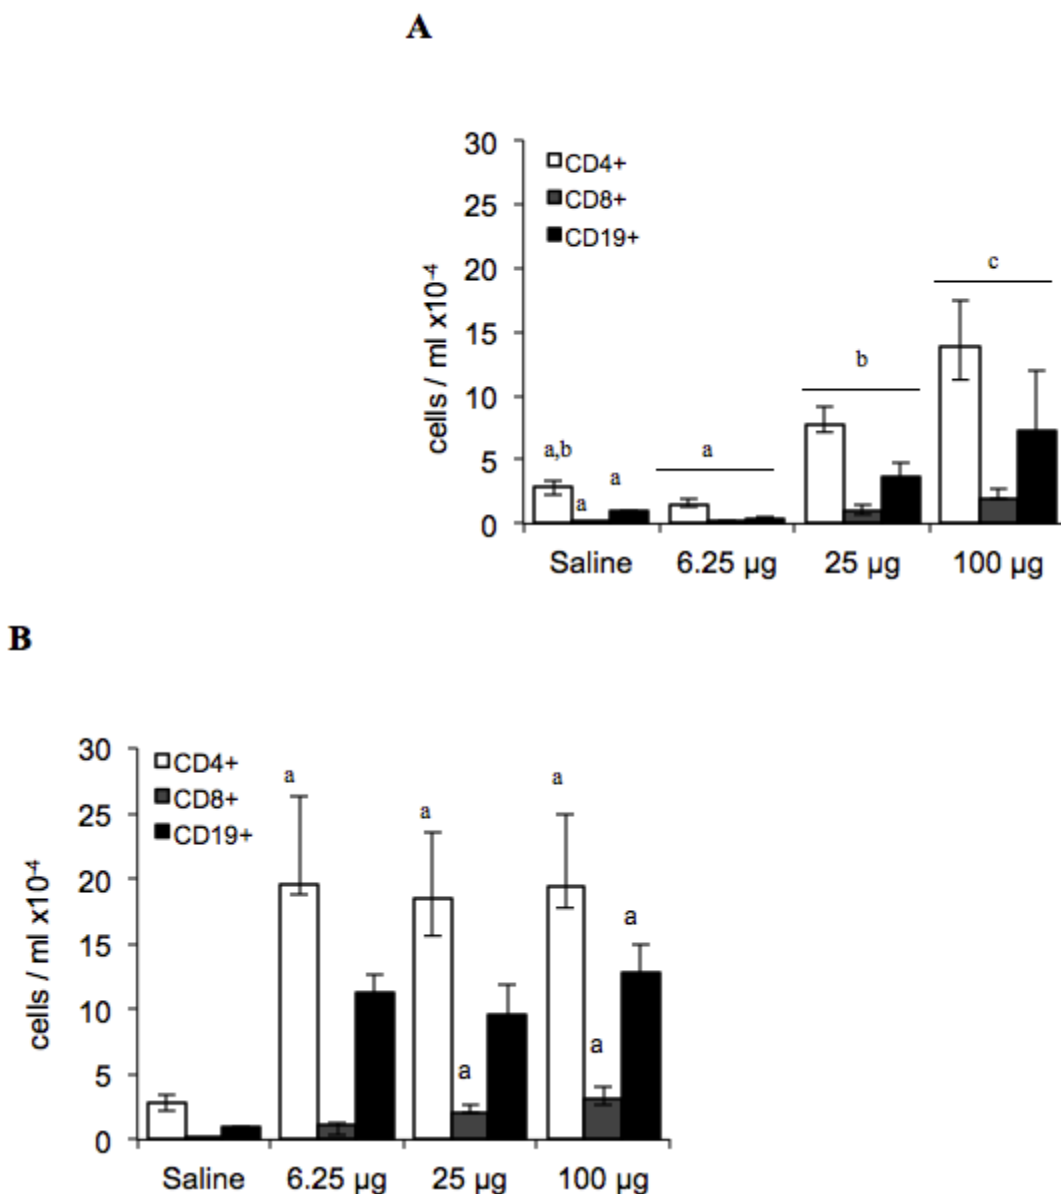 A
30
25
20
15
10
5
0
cells / ml x10⁻⁴
CD4+
CD8+
CD19+
a,b
a
a
a
b
c
Saline 6.25 µg 25 µg 100 µg
B
30
25
20
15
10
5
0
cells / ml x10⁻⁴
CD4+
CD8+
CD19+
a
a
a
a
a
a
Saline 6.25 µg 25 µg 100 µg